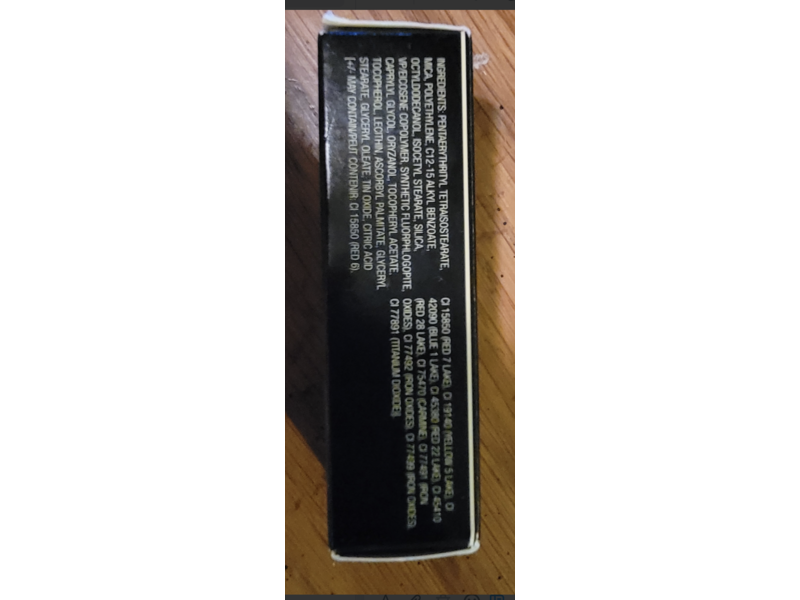 INGREDIENTS: PENTAERYTHRITYL TETRAISOSTEARATE,
MICA, POLYETHYLENE, C12-15 ALKYL BENZOATE,
OCTYLDODECANOL, ISOCETYL STEARATE, SILICA,
VP/EICOSENE COPOLYMER, SYNTHETIC FLUORPHLOGOPITE,
CAPRYLYL GLYCOL, ORYZANOL, TOCOPHERYL ACETATE,
TOCOPHEROL, LECITHIN, ASCORBYL PALMITATE, GLYCERYL
STEARATE, GLYCERYL OLEATE, TIN OXIDE, CITRIC ACID
[+/- MAY CONTAIN/PEUT CONTENIR: CI 15850 (RED 6),
CI 15850 (RED 7 LAKE), CI 19140 (YELLOW 5 LAKE), CI
42090 (BLUE 1 LAKE), CI 45380 (RED 22 LAKE), CI 45410
(RED 28 LAKE), CI 75470 (CARMINE), CI 77491 (IRON
OXIDES), CI 77492 (IRON OXIDES), CI 77499 (IRON OXIDES),
CI 77891 (TITANIUM DIOXIDE)]